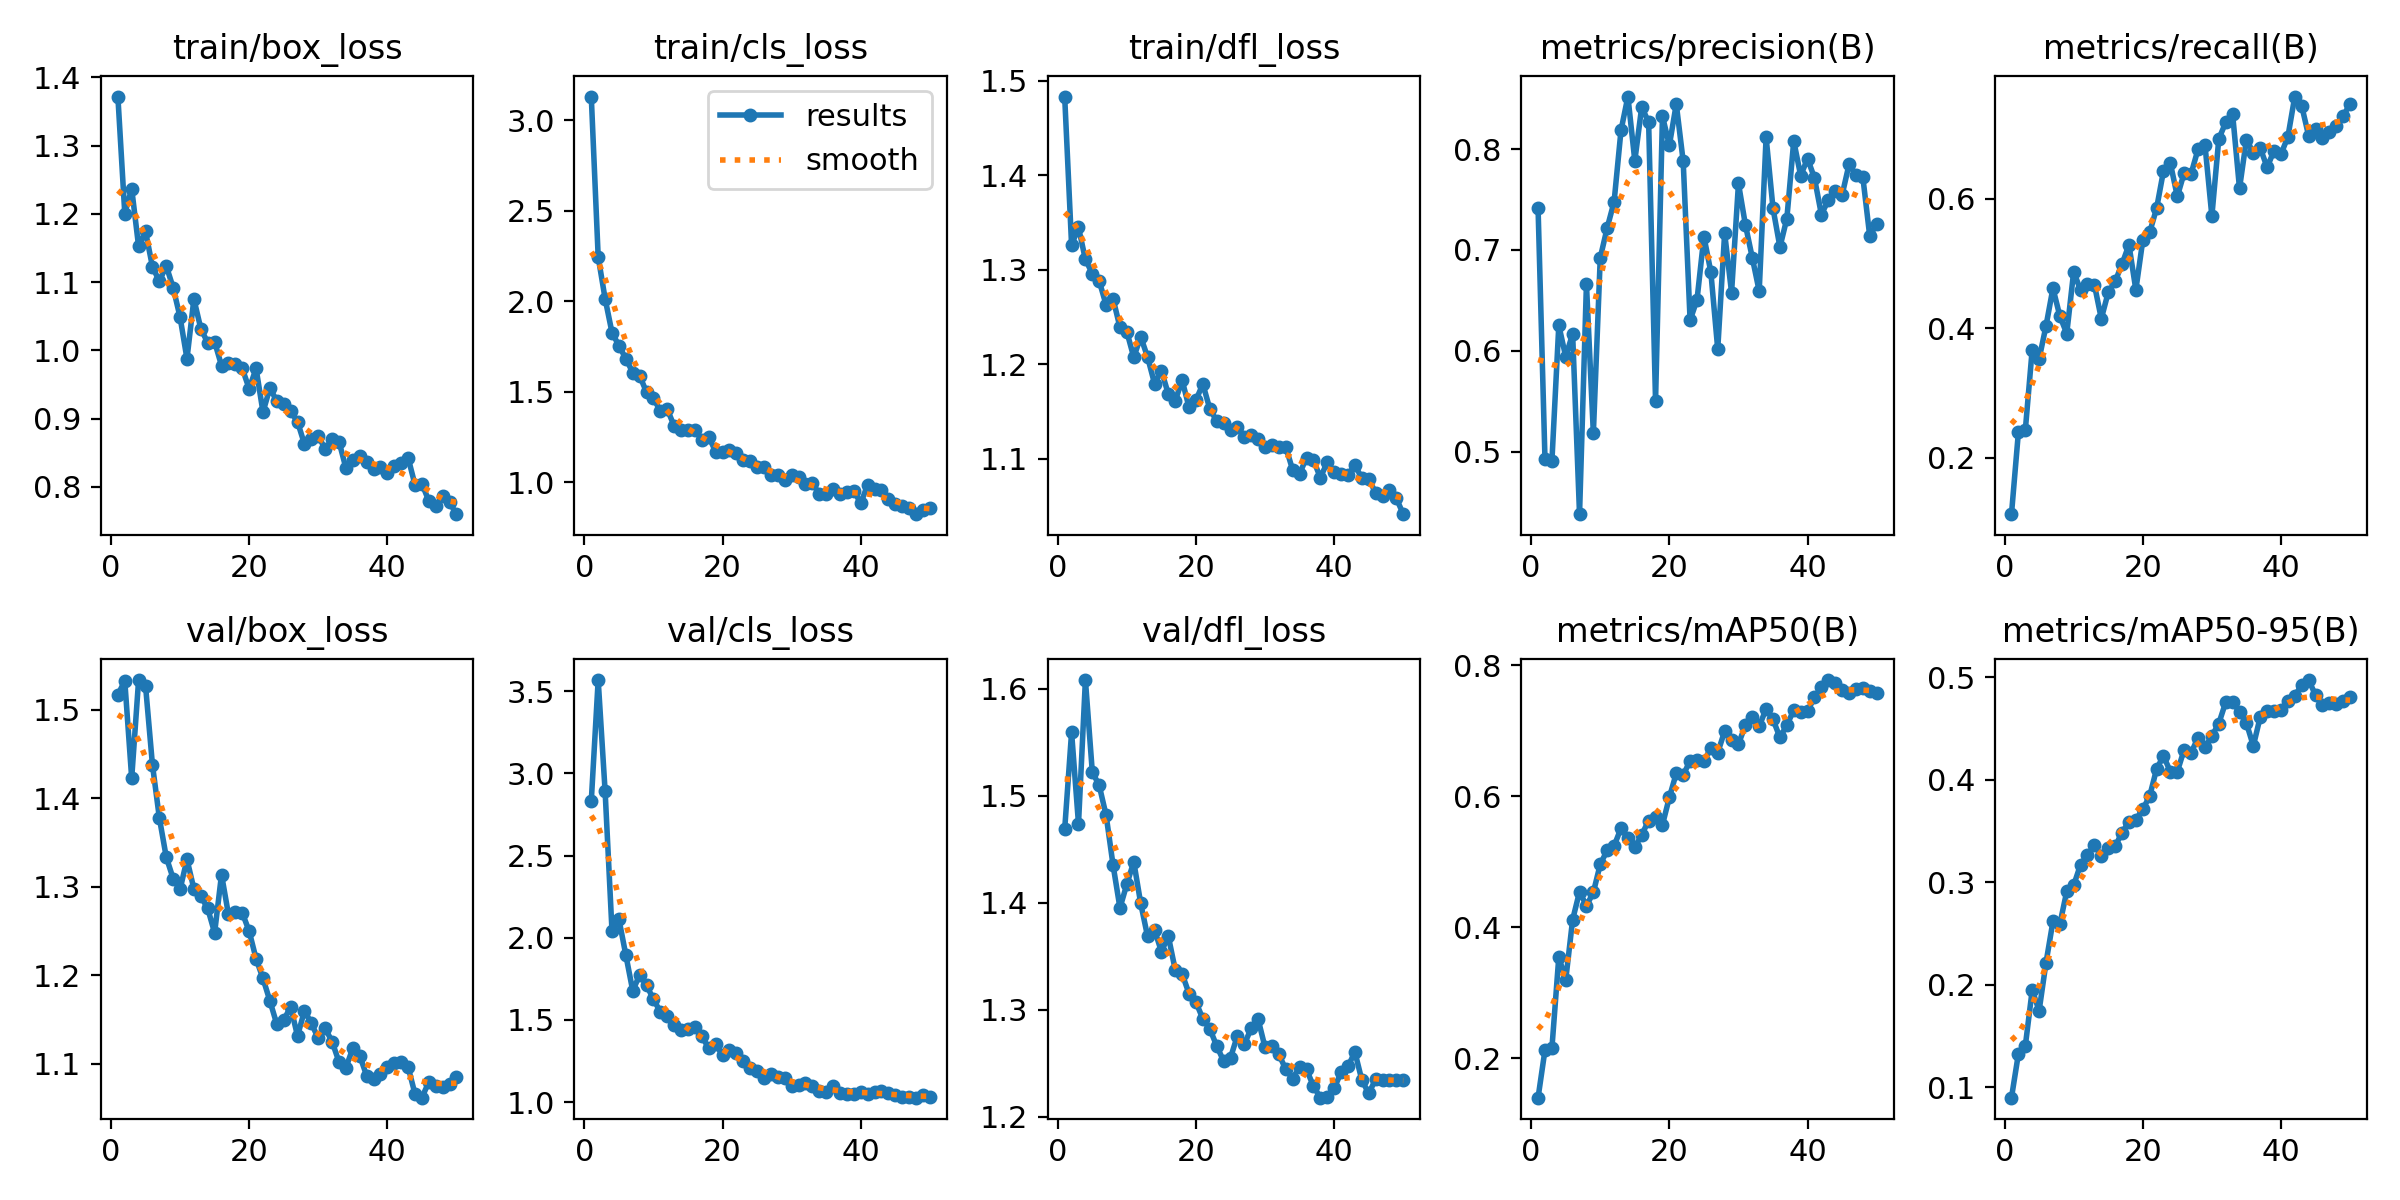 train/box_loss
1.4
1.3
1.2
1.1
1.0
0.9
0.8
0 20 40
train/cls_loss
results
smooth
3.0
2.5
2.0
1.5
1.0
0 20 40
train/dfl_loss
1.5
1.4
1.3
1.2
1.1
0 20 40
metrics/precision(B)
0.8
0.7
0.6
0.5
0 20 40
metrics/recall(B)
0.6
0.4
0.2
0 20 40
val/box_loss
1.5
1.4
1.3
1.2
1.1
0 20 40
val/cls_loss
3.5
3.0
2.5
2.0
1.5
1.0
0 20 40
val/dfl_loss
1.6
1.5
1.4
1.3
1.2
0 20 40
metrics/mAP50(B)
0.8
0.6
0.4
0.2
0 20 40
metrics/mAP50-95(B)
0.5
0.4
0.3
0.2
0.1
0 20 40